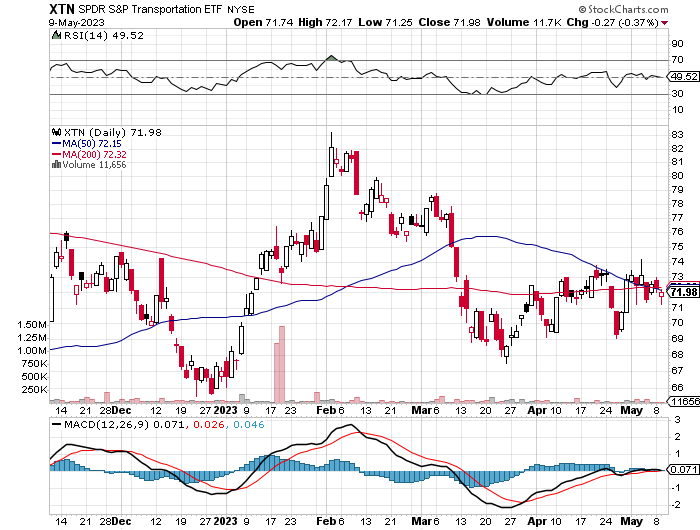 XTN SPDR S&P Transportation ETF NYSE © StockCharts.com
9-May-2023 Open 71.74 High 72.17 Low 71.25 Close 71.98 Volume 11.7K Chg -0.27 (-0.37%)
RSI(14) 49.52
90
70
49.52
30
10
XTN (Daily) 71.98
MA(50) 72.15
MA(200) 72.32
Volume 11,656
83
82
81
80
79
78
77
76
75
74
73
71.98
71
70
69
68
67
66
1.50M
1.25M
1.00M
750K
500K
250K
11656
14 21 28 Dec 12 19 27 2023 9 17 23 Feb 6 13 21 Mar 6 13 20 27 Apr 10 17 24 May 8
MACD(12,26,9) 0.071, 0.026, 0.046
3
2
1
0.071
-1
-2
14 21 28 Dec 12 19 27 2023 9 17 23 Feb 6 13 21 Mar 6 13 20 27 Apr 10 17 24 May 8